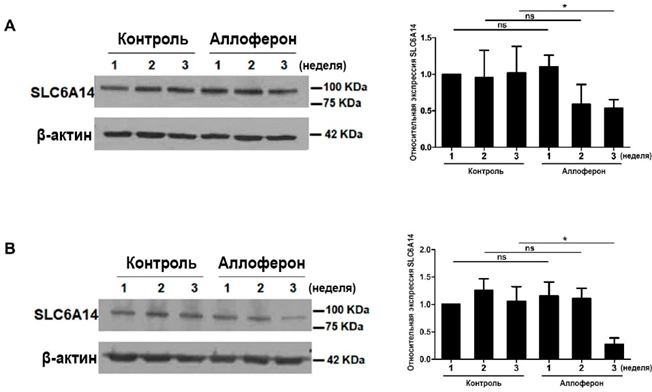 A
Контроль Аллоферон
1 2 3 1 2 3 (неделя)
SLC6A14
100 KDa
75 KDa
β-актин
42 KDa
*
ns
ns
Относительная экспрессия SLC6A14
1.5
1.0
0.5
0.0
1 2 3 1 2 3 (неделя)
Контроль Аллоферон
B
Контроль Аллоферон
1 2 3 1 2 3 (неделя)
SLC6A14
100 KDa
75 KDa
β-актин
42 KDa
*
ns
ns
Относительная экспрессия SLC6A14
2.0
1.5
1.0
0.5
0.0
1 2 3 1 2 3 (неделя)
Контроль Аллоферон